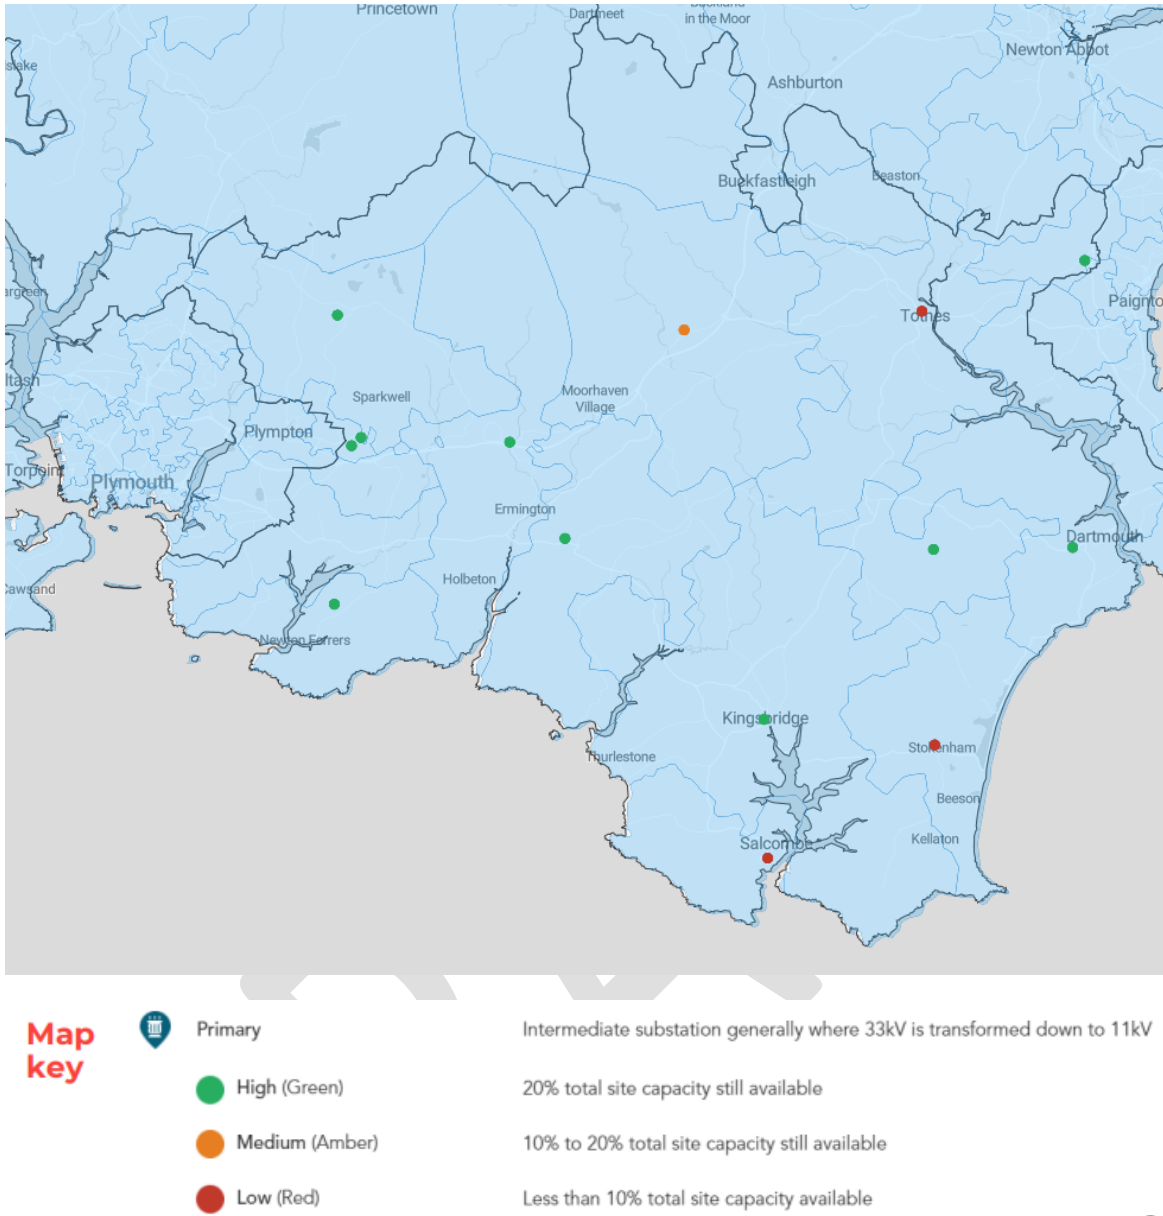 Princetown
Dartmeet
in the Moor
Newton Abbot
Ashburton
Buckfastleigh
Beaston
Paignto
Totnes
Sparkwell
Moorhaven
Village
Plympton
Torpoint
Plymouth
Ermington
Dartmouth
Holbeton
Cawsand
Newton Ferrers
Kingsbridge
Thurlestone
Stokenham
Beeson
Kellaton
Salcombe
Map
key
Primary
Intermediate substation generally where 33kV is transformed down to 11kV
High (Green)
20% total site capacity still available
Medium (Amber)
10% to 20% total site capacity still available
Low (Red)
Less than 10% total site capacity available